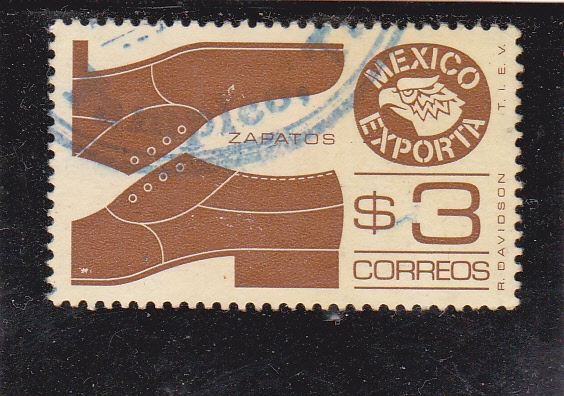 MEXICO
EXPORTA
ZAPATOS
$3
CORREOS
R. DAVIDSON T.I.E.V.